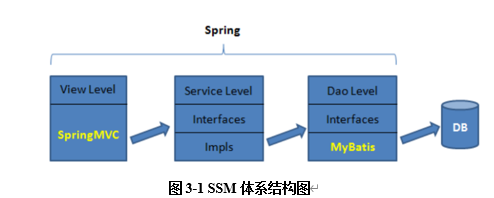 Spring
View Level
SpringMVC
Service Level
Interfaces
Impls
Dao Level
Interfaces
MyBatis
DB
图 3-1 SSM 体系结构图